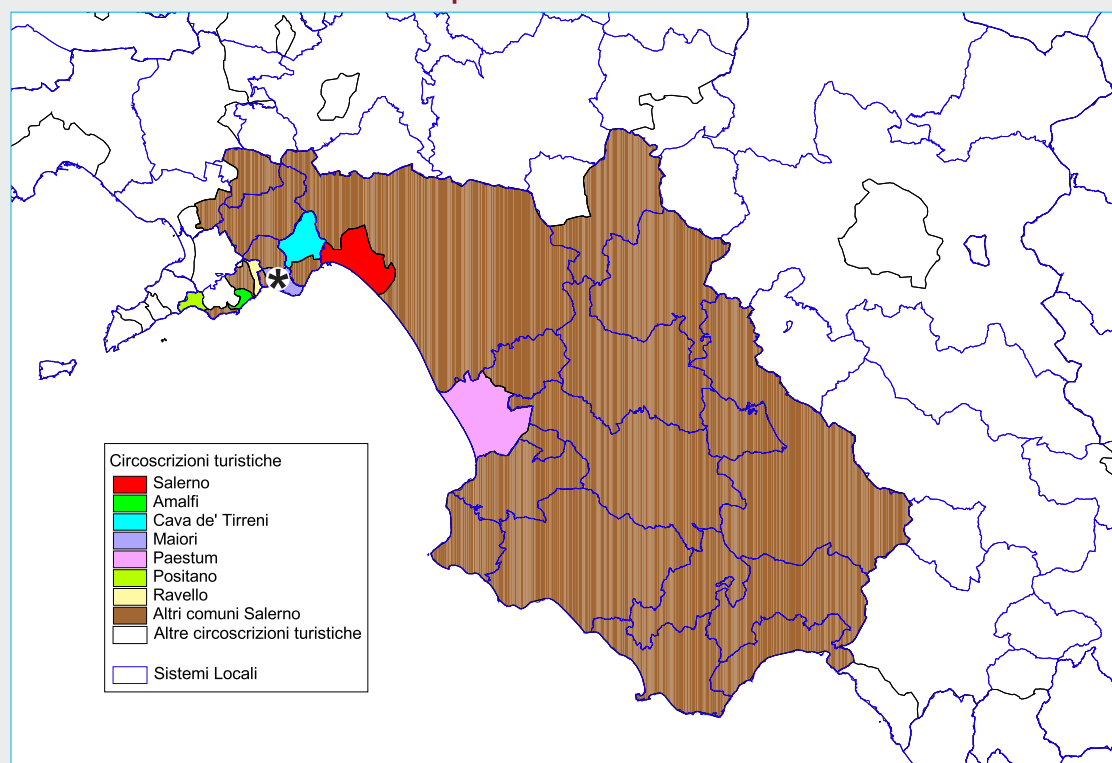 Circoscrizioni turistiche
Salerno
Amalfi
Cava de' Tirreni
Maiori
Paestum
Positano
Ravello
Altri comuni Salerno
Altre circoscrizioni turistiche
Sistemi Locali
*